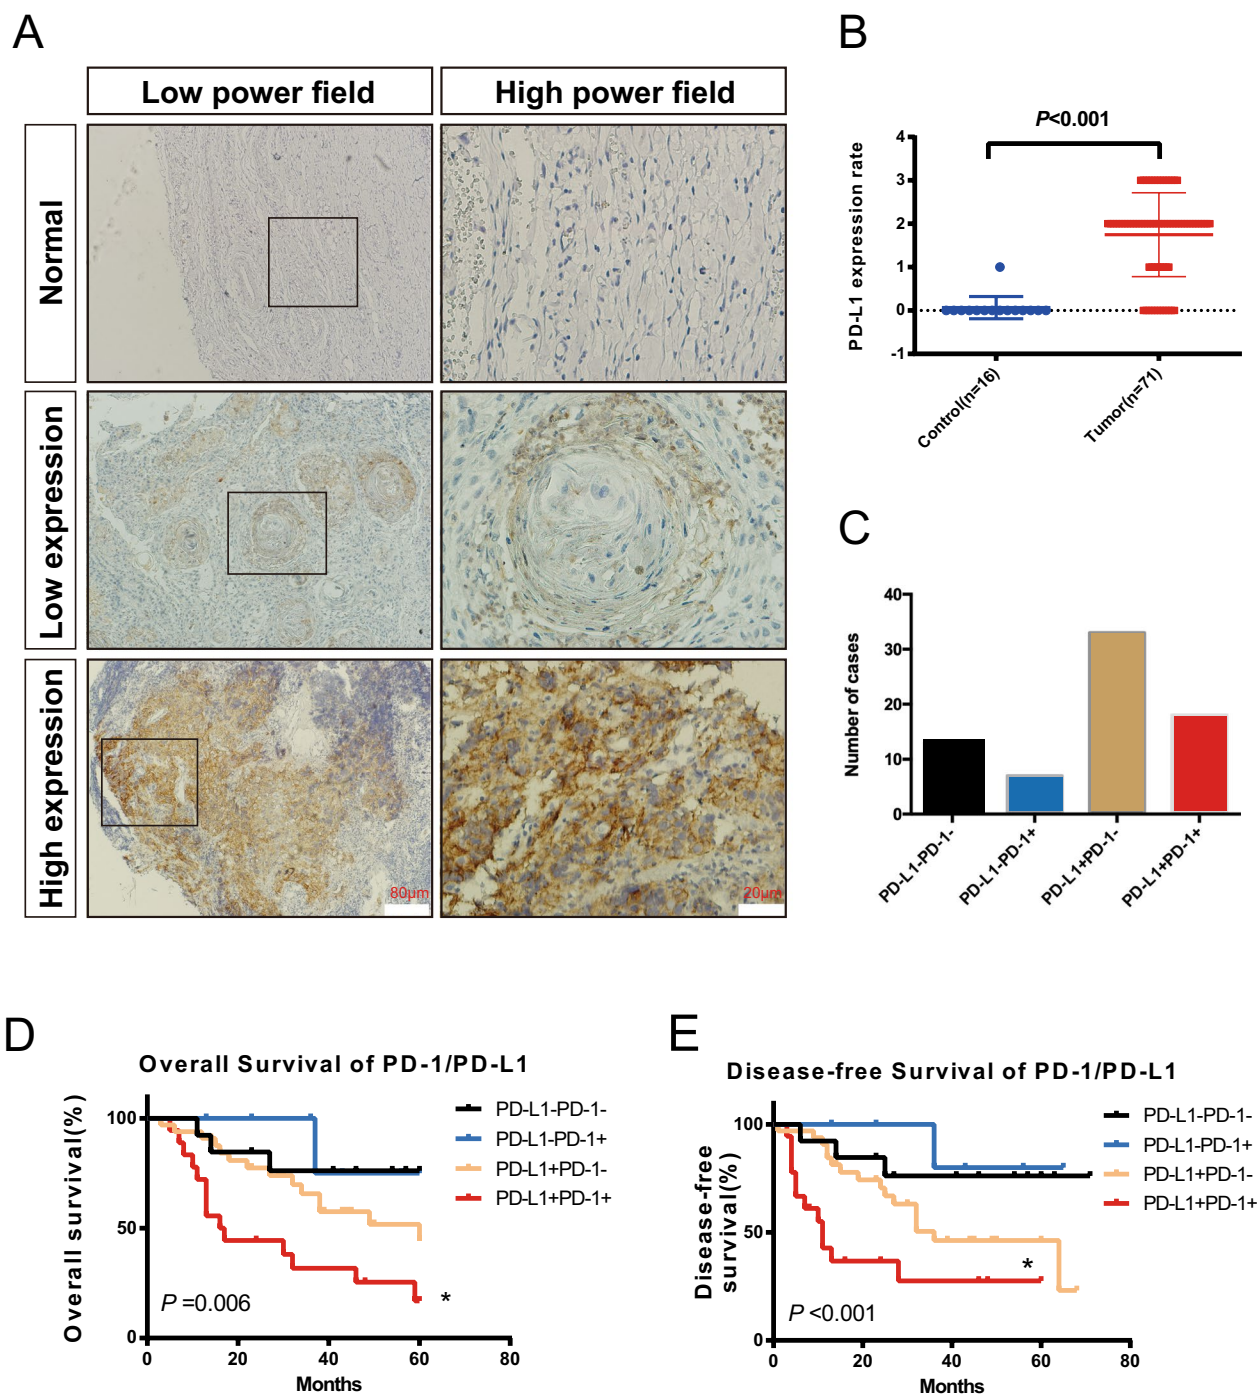 A
Low power field
High power field
Normal
Low expression
High expression
80µm
20µm
B
P<0.001
PD-L1 expression rate
4
3
2
1
0
-1
Control(n=16)
Tumor(n=71)
C
Number of cases
40
30
20
10
0
PD-L1-PD-1-
PD-L1-PD-1+
PD-L1+PD-1-
PD-L1+PD-1+
D
Overall Survival of PD-1/PD-L1
Overall survival(%)
100
50
0
0
20
40
60
80
Months
PD-L1-PD-1-
PD-L1-PD-1+
PD-L1+PD-1-
PD-L1+PD-1+
P =0.006
*
E
Disease-free Survival of PD-1/PD-L1
Disease-free
survival(%)
100
50
0
0
20
40
60
80
Months
PD-L1-PD-1-
PD-L1-PD-1+
PD-L1+PD-1-
PD-L1+PD-1+
P <0.001
*